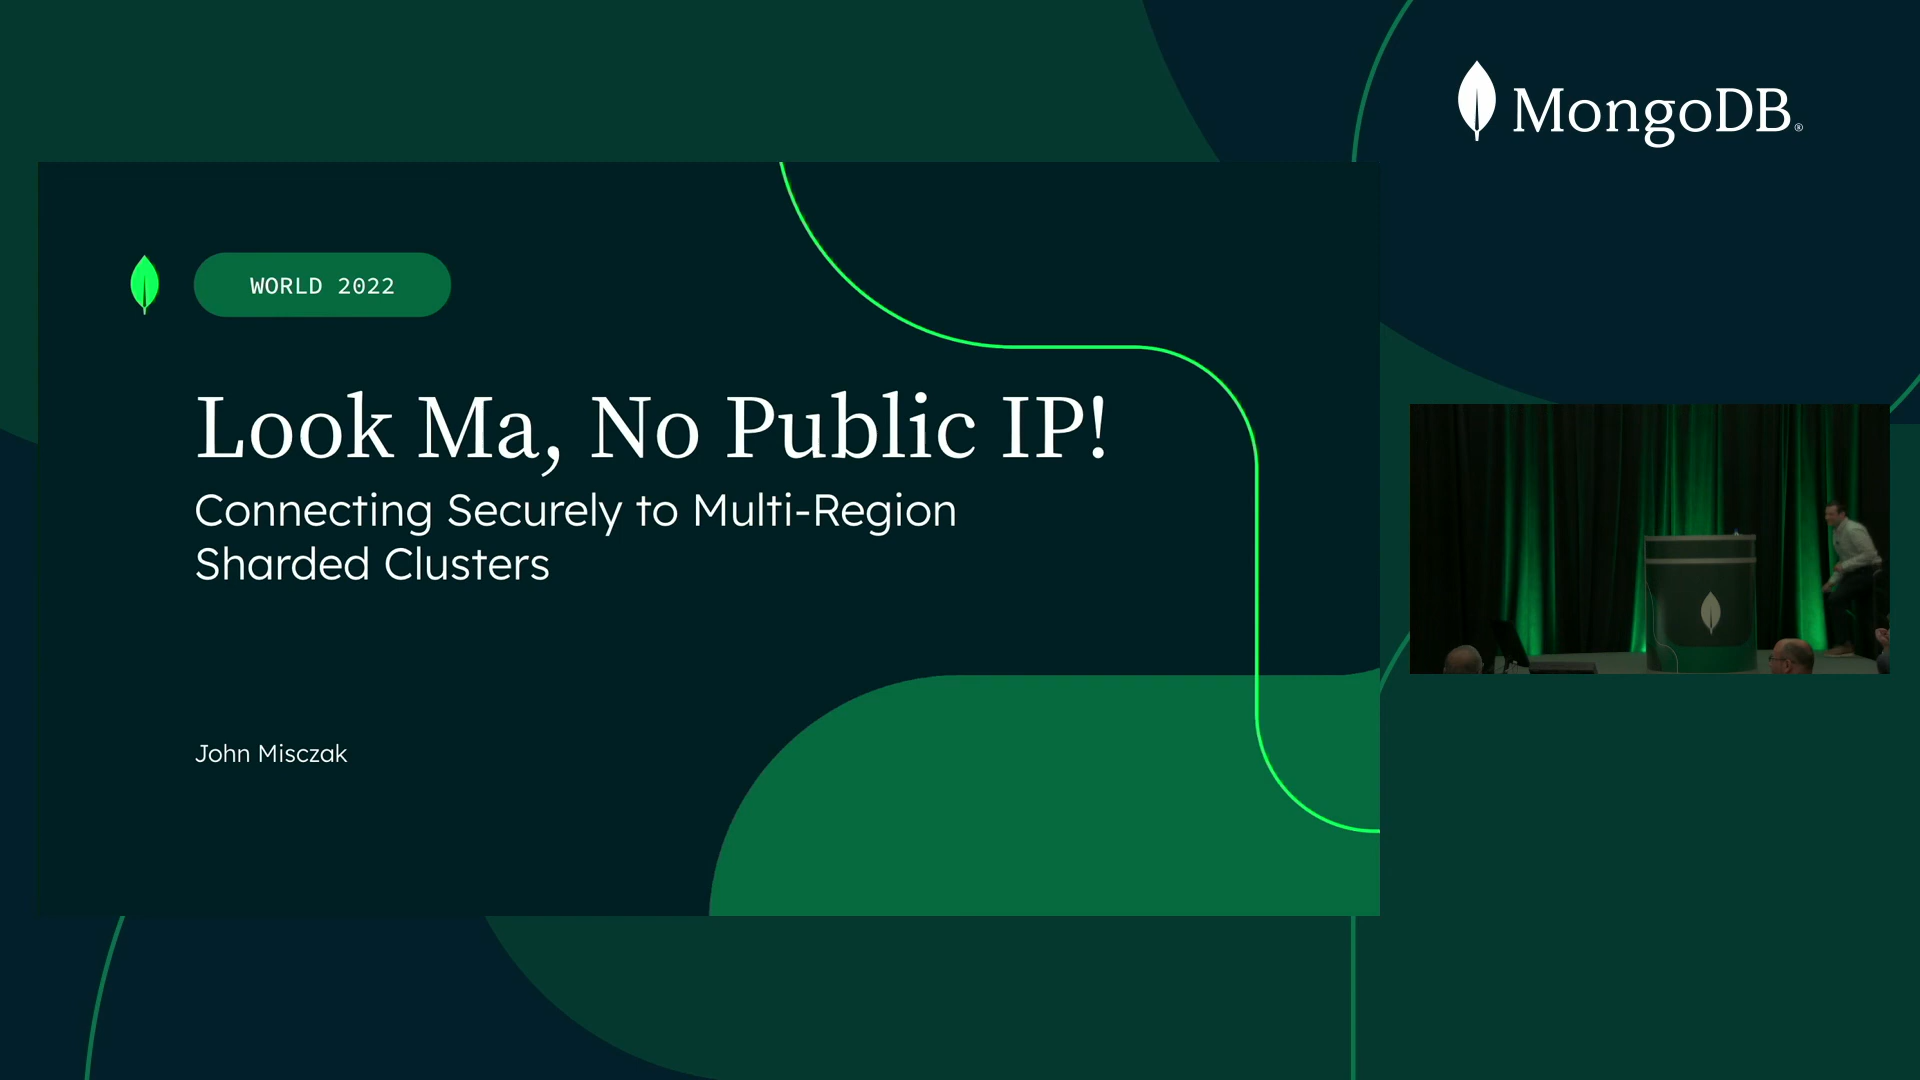 MongoDB®
WORLD 2022
Look Ma, No Public IP!
Connecting Securely to Multi-Region
Sharded Clusters
John Misczak